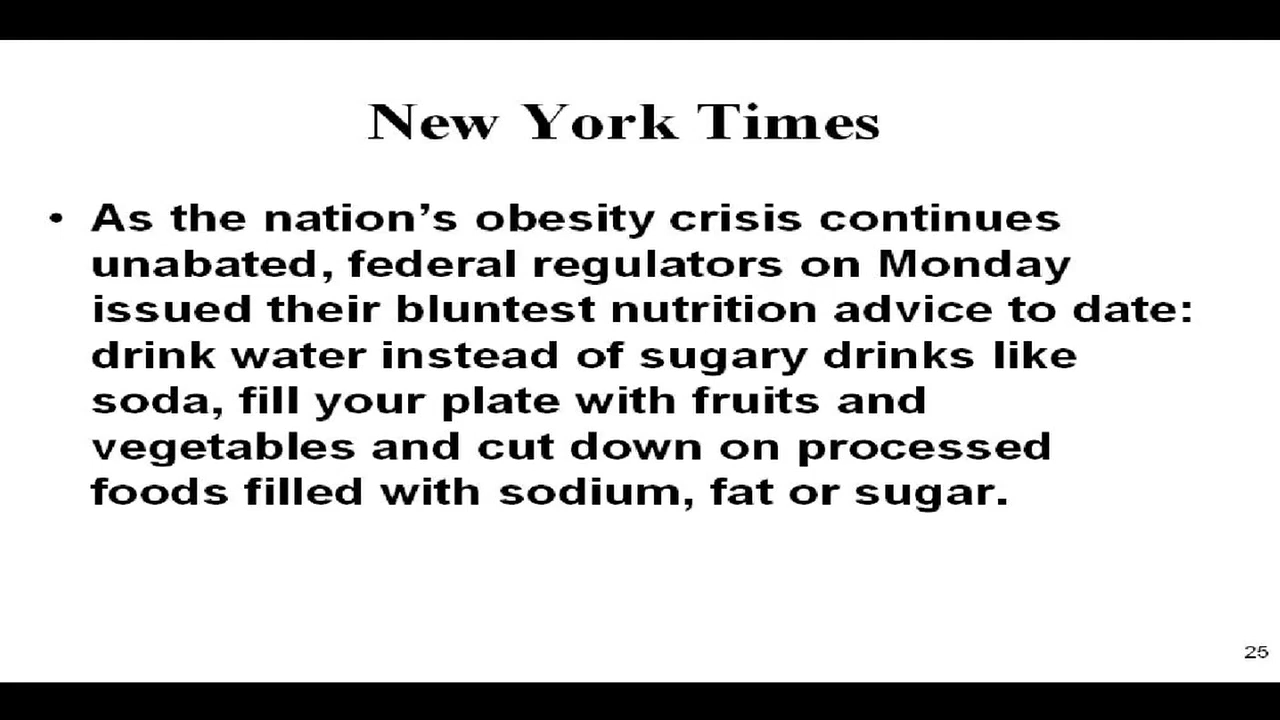 New York Times
• As the nation’s obesity crisis continues
unabated, federal regulators on Monday
issued their bluntest nutrition advice to date:
drink water instead of sugary drinks like
soda, fill your plate with fruits and
vegetables and cut down on processed
foods filled with sodium, fat or sugar.
25